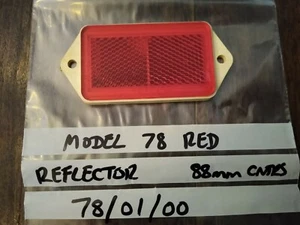 MODEL 78 RED
REFLECTOR 88mm CNTRS
78/01/00